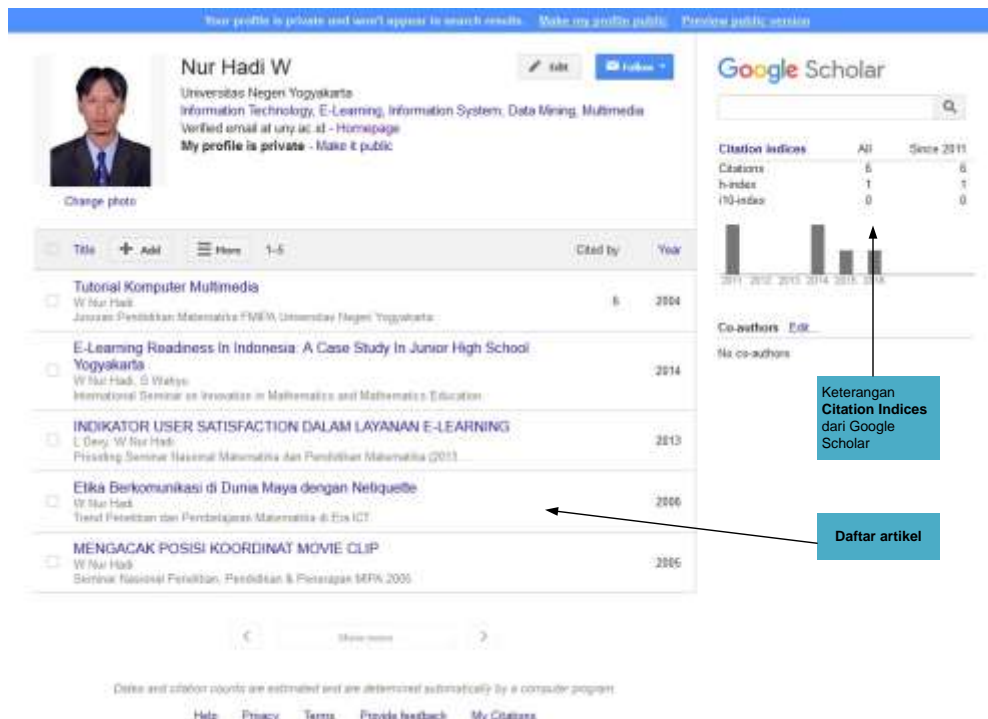 Your profile is private and won't appear in search results. Make my profile public Preview public version
Nur Hadi W
Edit
Follow
Universitas Negeri Yogyakarta
Information Technology, E-Learning, Information System, Data Mining, Multimedia
Verified email at uny.ac.id - Homepage
My profile is private - Make it public
Change photo
Google Scholar
Citation indices All Since 2011
Citations 6 6
h-index 1 1
i10-index 0 0
2011 2012 2013 2014 2015 2016
Co-authors Edit...
No co-authors
Title Add More 1-5 Cited by Year
Tutorial Komputer Multimedia 6 2004
W Nur Hadi
Jurusan Pendidikan Matematika FMIPA Universitas Negeri Yogyakarta
E-Learning Readiness In Indonesia: A Case Study In Junior High School
Yogyakarta 2014
W Nur Hadi, S Wahyu
International Seminar on Innovation in Mathematics and Mathematics Education
INDIKATOR USER SATISFACTION DALAM LAYANAN E-LEARNING 2013
L Devy, W Nur Hadi
Prosiding Seminar Nasional Matematika dan Pendidikan Matematika (2013
Etika Berkomunikasi di Dunia Maya dengan Netiquette 2006
W Nur Hadi
Trend Penelitian dan Pembelajaran Matematika di Era ICT
MENGACAK POSISI KOORDINAT MOVIE CLIP 2005
W Nur Hadi
Seminar Nasional Penelitian, Pendidikan & Penerapan MIPA 2005
Keterangan
Citation Indices
dari Google
Scholar
Daftar artikel
Show more
Dates and citation counts are estimated and are determined automatically by a computer program.
Help Privacy Terms Provide feedback My Citations